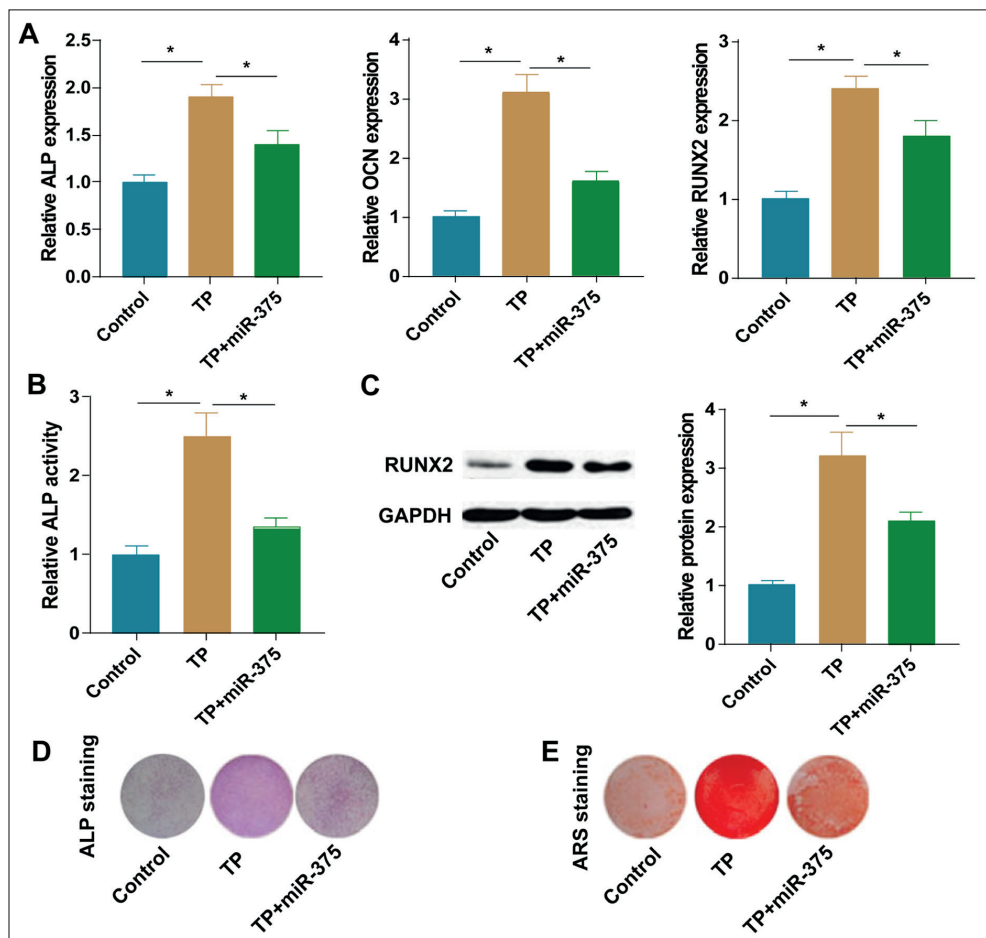 A
Relative ALP expression
2.5
2.0
1.5
1.0
0.5
0.0
*
*
Control
TP
TP+miR-375
Relative OCN expression
4
3
2
1
0
*
*
Control
TP
TP+miR-375
Relative RUNX2 expression
3
2
1
0
*
*
Control
TP
TP+miR-375
B
Relative ALP activity
3
2
1
0
*
*
Control
TP
TP+miR-375
C
RUNX2
GAPDH
Control
TP
TP+miR-375
Relative protein expression
4
3
2
1
0
*
*
Control
TP
TP+miR-375
D
ALP staining
Control
TP
TP+miR-375
E
ARS staining
Control
TP
TP+miR-375